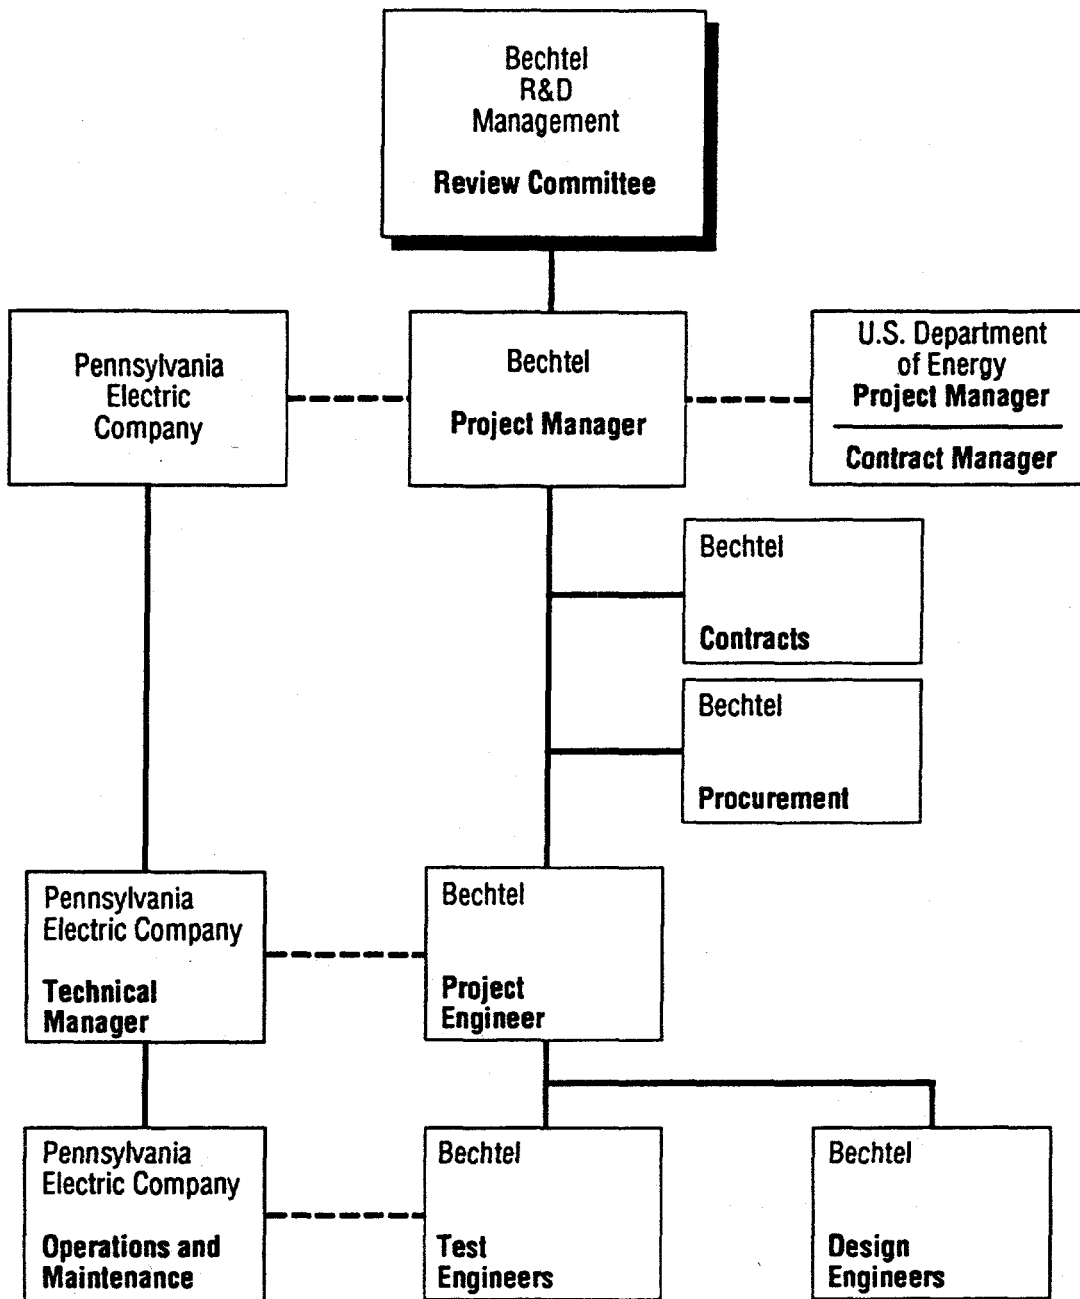 Bechtel
R&D
Management
Review Committee
Pennsylvania
Electric
Company
Bechtel
Project Manager
U.S. Department
of Energy
Project Manager
Contract Manager
Bechtel
Contracts
Bechtel
Procurement
Pennsylvania
Electric Company
Technical
Manager
Bechtel
Project
Engineer
Pennsylvania
Electric Company
Operations and
Maintenance
Bechtel
Test
Engineers
Bechtel
Design
Engineers